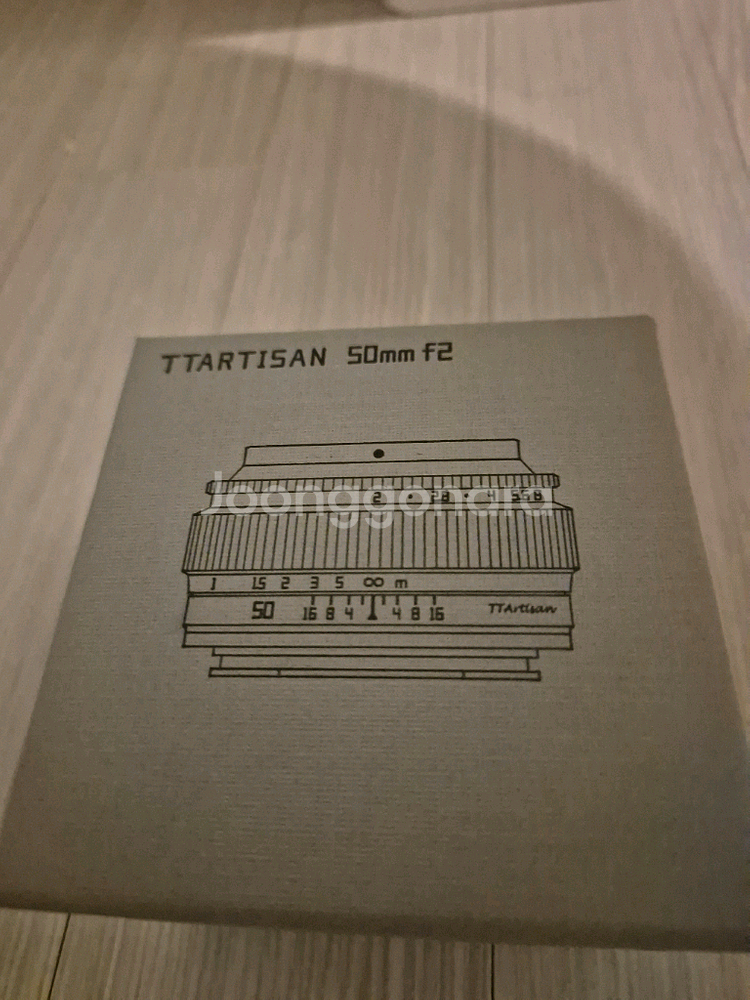 TTARTISAN 50mm f2
Joonggonara
2 • 2.8 • 4 5.6 8
1 1.5 2 3 5 ∞ m
50 16 8 4 4 8 16 TTArtisan